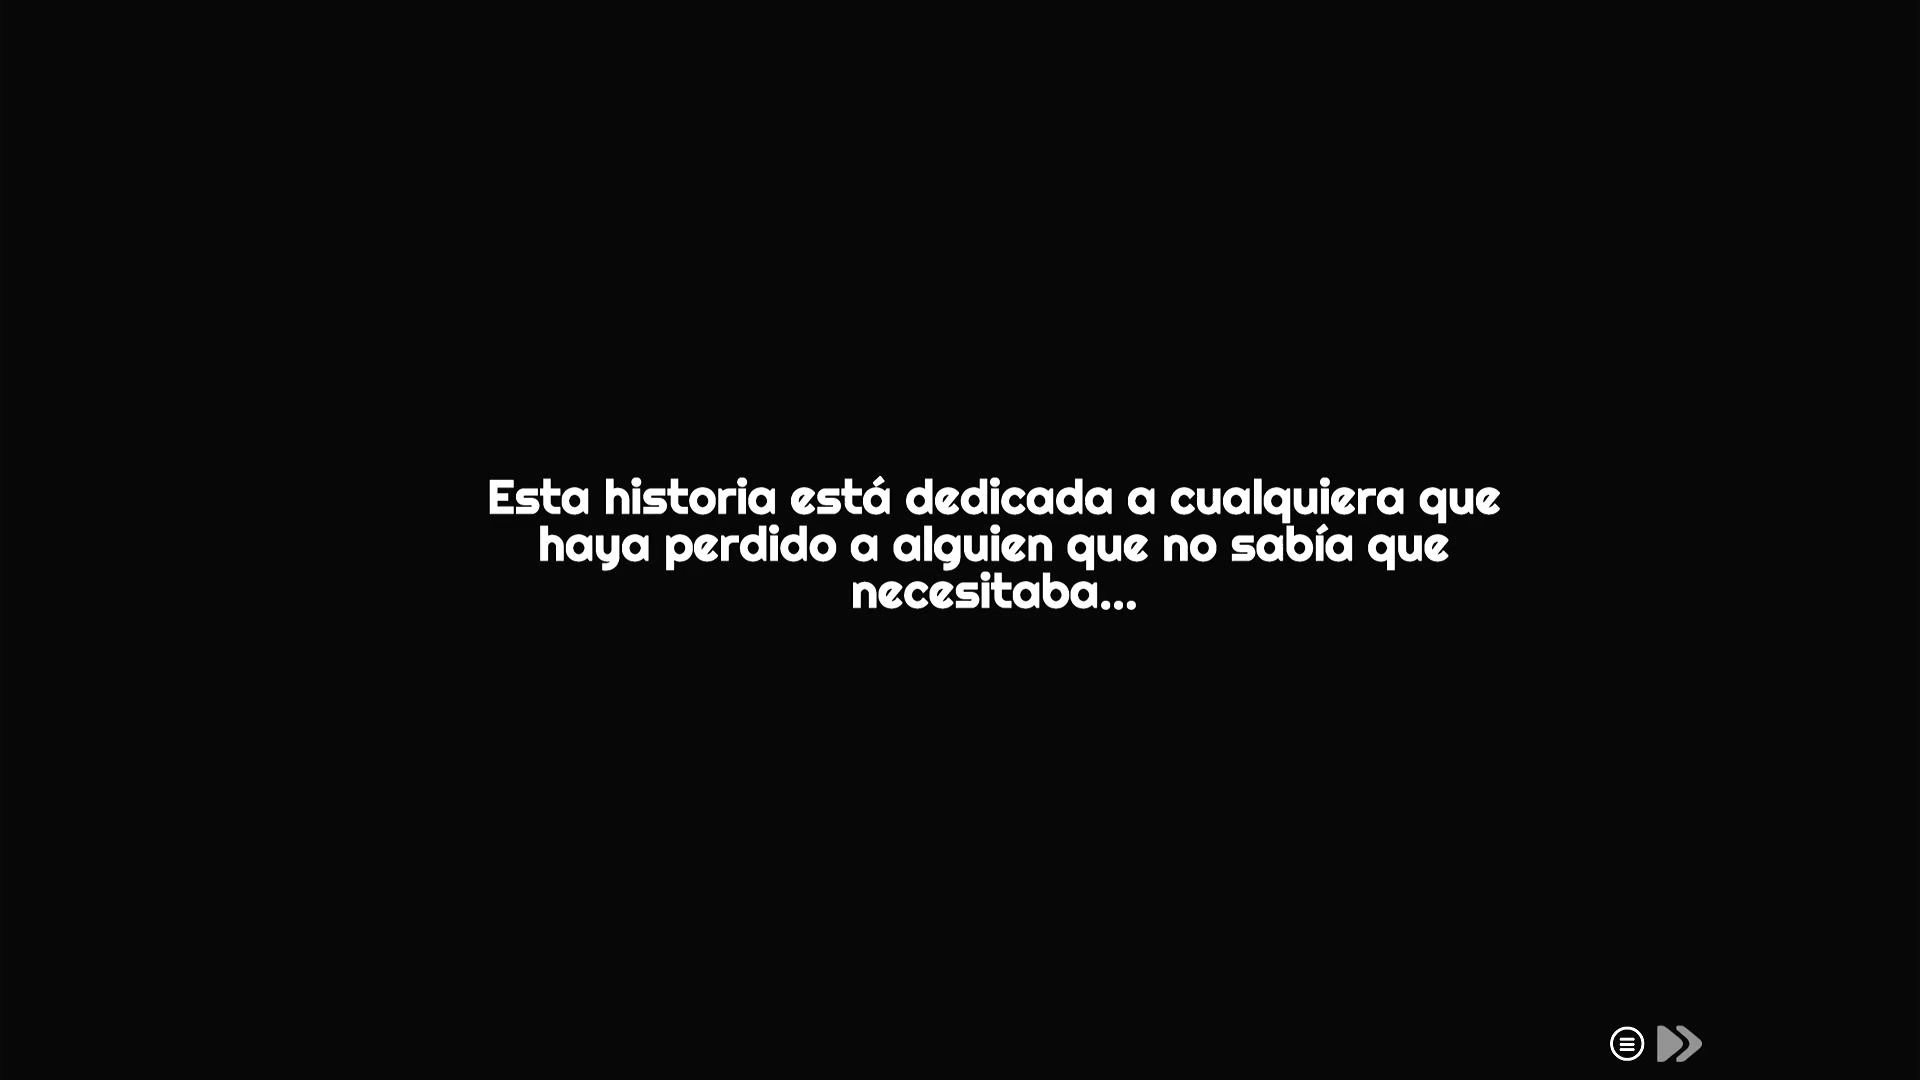 Esta historia está dedicada a cualquiera que
haya perdido a alguien que no sabía que
necesitaba...